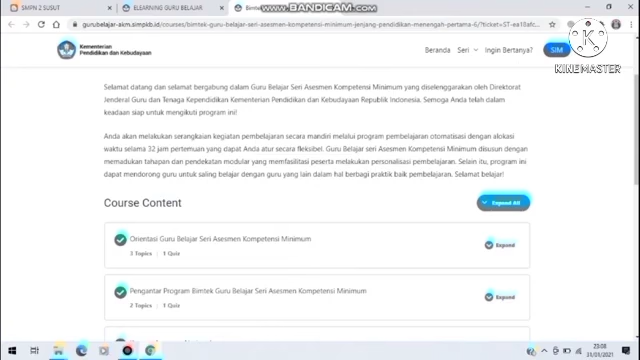 www.BANDICAM.com
SMPN 2 SUSUT
ELEARNING GURU BELAJAR
gurubelajar-akm.simpkb.id/courses/bimtek-guru-belajar-seri-asesmen-kompetensi-minimum-jenjang-pendidikan-menengah-pertama-6/?ticket=ST-ea18afc
Kementerian
Pendidikan dan Kebudayaan
Beranda Seri Ingin Bertanya? SIM
KINEMASTER
Selamat datang dan selamat bergabung dalam Guru Belajar Seri Asesmen Kompetensi Minimum yang diselenggarakan oleh Direktorat
Jenderal Guru dan Tenaga Kependidikan Kementerian Pendidikan dan Kebudayaan Republik Indonesia. Semoga Anda telah dalam
keadaan siap untuk mengikuti program ini!
Anda akan melakukan serangkaian kegiatan pembelajaran secara mandiri melalui program pembelajaran otomatisasi dengan alokasi
waktu selama 32 jam pertemuan yang dapat Anda atur secara fleksibel. Guru Belajar Seri Asesmen Kompetensi Minimum disusun dengan
memadukan tahapan dan pendekatan modular yang memfasilitasi peserta melakukan personalisasi pembelajaran. Selain itu, program ini
dapat mendorong guru untuk saling belajar dengan guru yang lain dalam hal berbagi praktik baik pembelajaran. Selamat belajar!
Course Content
Expand All
Orientasi Guru Belajar Seri Asesmen Kompetensi Minimum
3 Topics | 1 Quiz
Expand
Pengantar Program Bimtek Guru Belajar Seri Asesmen Kompetensi Minimum
2 Topics | 1 Quiz
Expand
23:08
31/03/2021